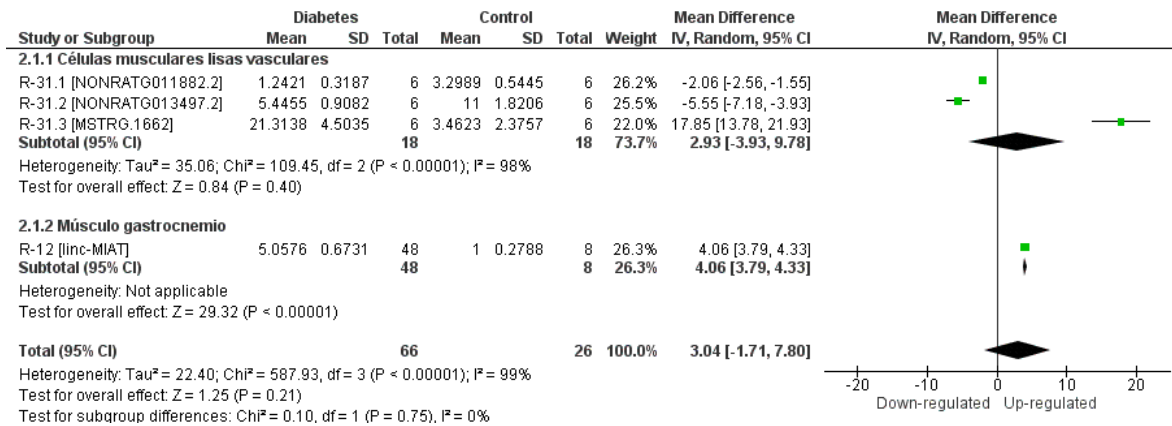 Diabetes Control Mean Difference Mean Difference
Study or Subgroup Mean SD Total Mean SD Total Weight IV, Random, 95% CI IV, Random, 95% CI
2.1.1 Células musculares lisas vasculares
R-31.1 [NONRATG011882.2] 1.2421 0.3187 6 3.2989 0.5445 6 26.2% -2.06 [-2.56, -1.55]
R-31.2 [NONRATG013497.2] 5.4455 0.9082 6 11 1.8206 6 25.5% -5.55 [-7.18, -3.93]
R-31.3 [MSTRG.1662] 21.3138 4.5035 6 3.4623 2.3757 6 22.0% 17.85 [13.78, 21.93]
Subtotal (95% CI) 18 18 73.7% 2.93 [-3.93, 9.78]
Heterogeneity: Tau² = 35.06; Chi² = 109.45, df = 2 (P < 0.00001); I² = 98%
Test for overall effect: Z = 0.84 (P = 0.40)
2.1.2 Músculo gastrocnemio
R-12 [linc-MIAT] 5.0576 0.6731 48 1 0.2788 8 26.3% 4.06 [3.79, 4.33]
Subtotal (95% CI) 48 8 26.3% 4.06 [3.79, 4.33]
Heterogeneity: Not applicable
Test for overall effect: Z = 29.32 (P < 0.00001)
Total (95% CI) 66 26 100.0% 3.04 [-1.71, 7.80]
Heterogeneity: Tau² = 22.40; Chi² = 587.93, df = 3 (P < 0.00001); I² = 99%
Test for overall effect: Z = 1.25 (P = 0.21)
Test for subgroup differences: Chi² = 0.10, df = 1 (P = 0.75), I² = 0%
-20 -10 0 10 20
Down-regulated Up-regulated